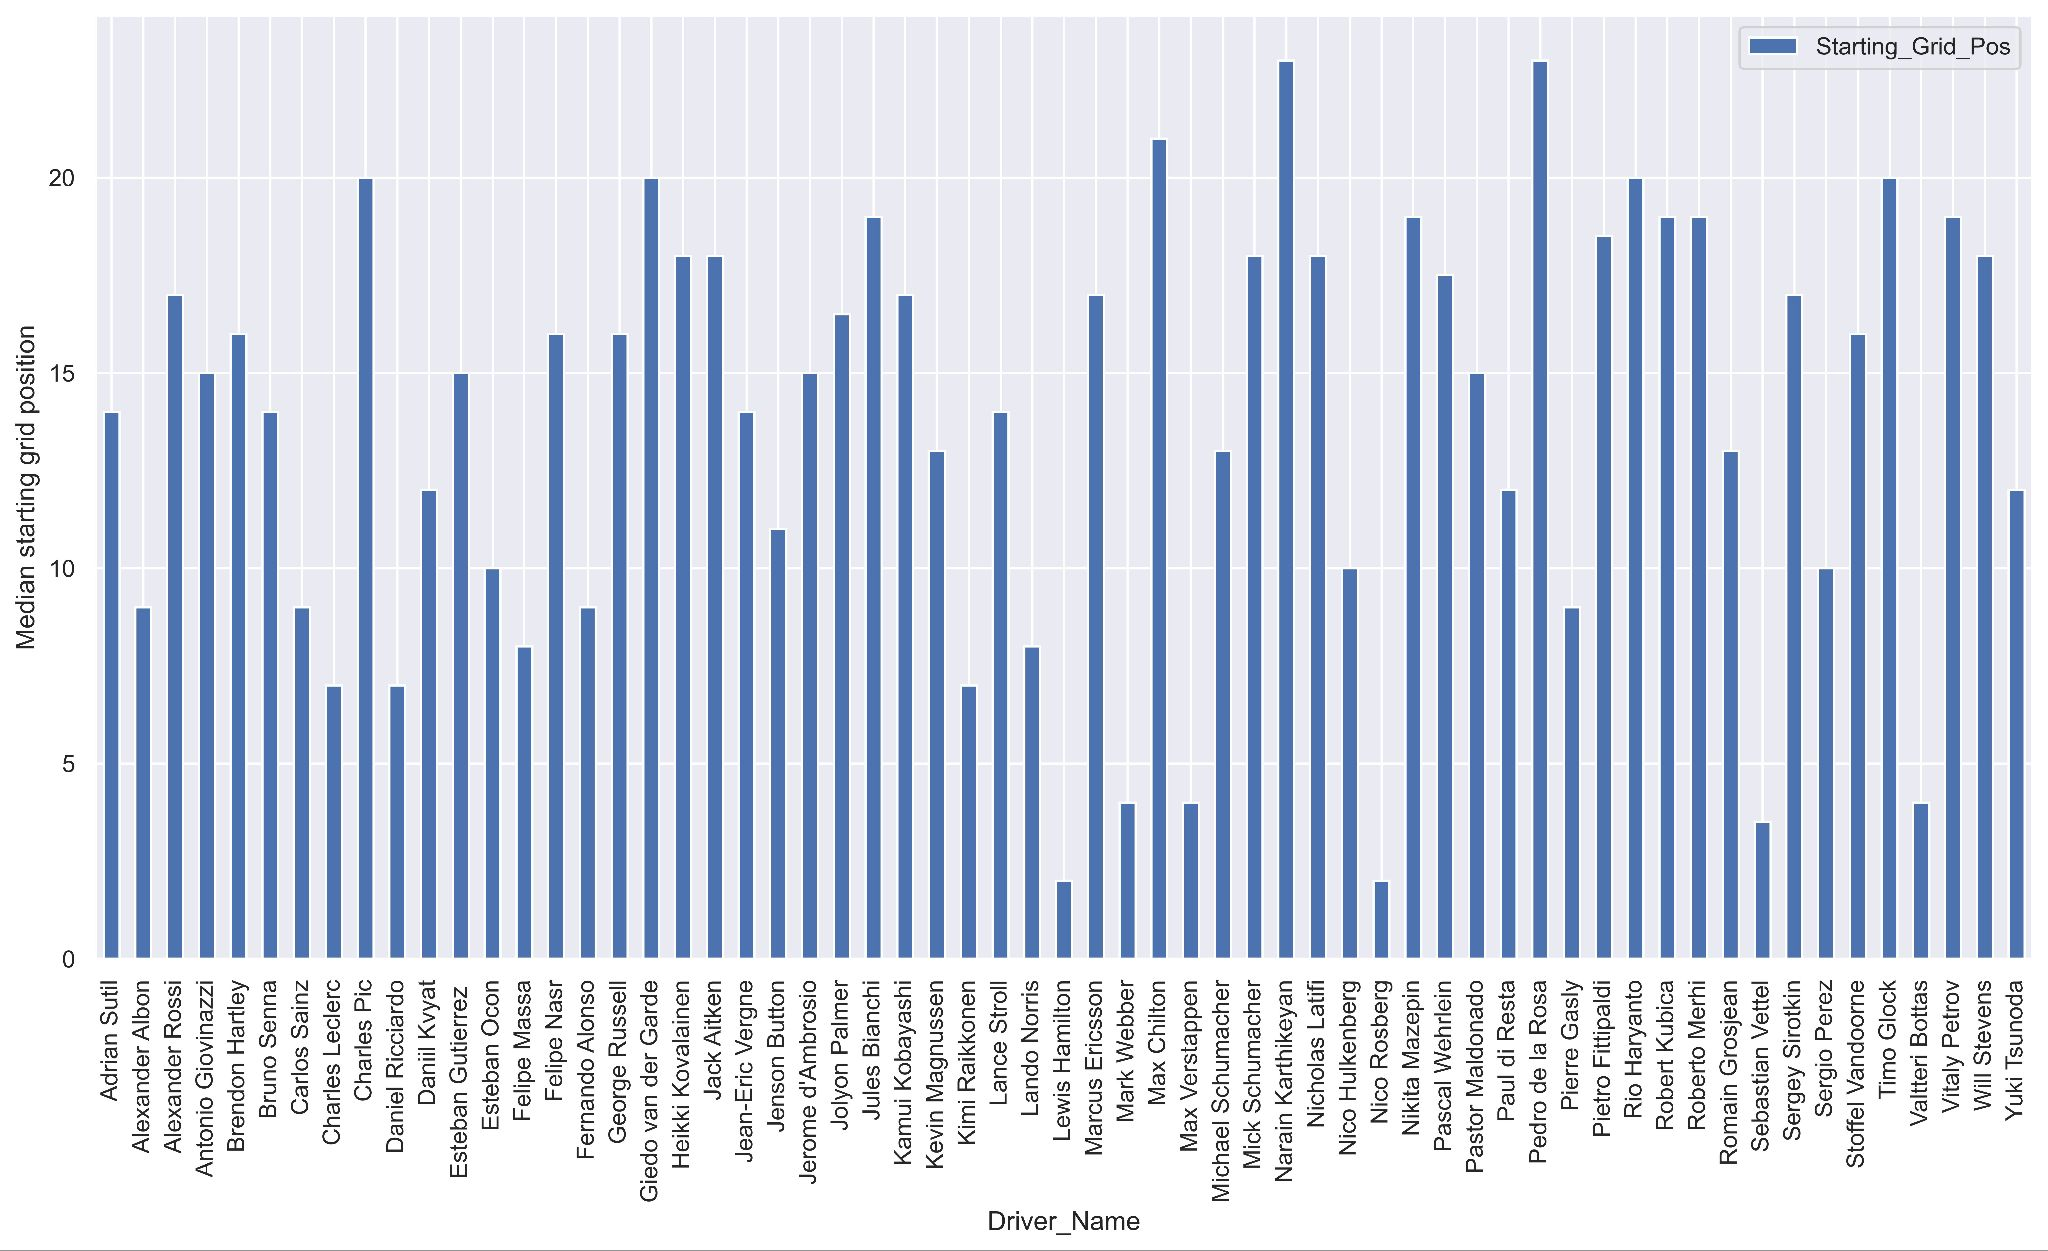 Starting_Grid_Pos
Median starting grid position
20
15
10
5
0
Adrian Sutil
Alexander Albon
Alexander Rossi
Antonio Giovinazzi
Brendon Hartley
Bruno Senna
Carlos Sainz
Charles Leclerc
Charles Pic
Daniel Ricciardo
Daniil Kvyat
Esteban Gutierrez
Esteban Ocon
Felipe Massa
Felipe Nasr
Fernando Alonso
George Russell
Giedo van der Garde
Heikki Kovalainen
Jack Aitken
Jean-Eric Vergne
Jenson Button
Jerome d'Ambrosio
Jolyon Palmer
Jules Bianchi
Kamui Kobayashi
Kevin Magnussen
Kimi Raikkonen
Lance Stroll
Lando Norris
Lewis Hamilton
Marcus Ericsson
Mark Webber
Max Chilton
Max Verstappen
Michael Schumacher
Mick Schumacher
Narain Karthikeyan
Nicholas Latifi
Nico Hulkenberg
Nico Rosberg
Nikita Mazepin
Pascal Wehrlein
Pastor Maldonado
Paul di Resta
Pedro de la Rosa
Pierre Gasly
Pietro Fittipaldi
Rio Haryanto
Robert Kubica
Roberto Merhi
Romain Grosjean
Sebastian Vettel
Sergey Sirotkin
Sergio Perez
Stoffel Vandoorne
Timo Glock
Valtteri Bottas
Vitaly Petrov
Will Stevens
Yuki Tsunoda
Driver_Name